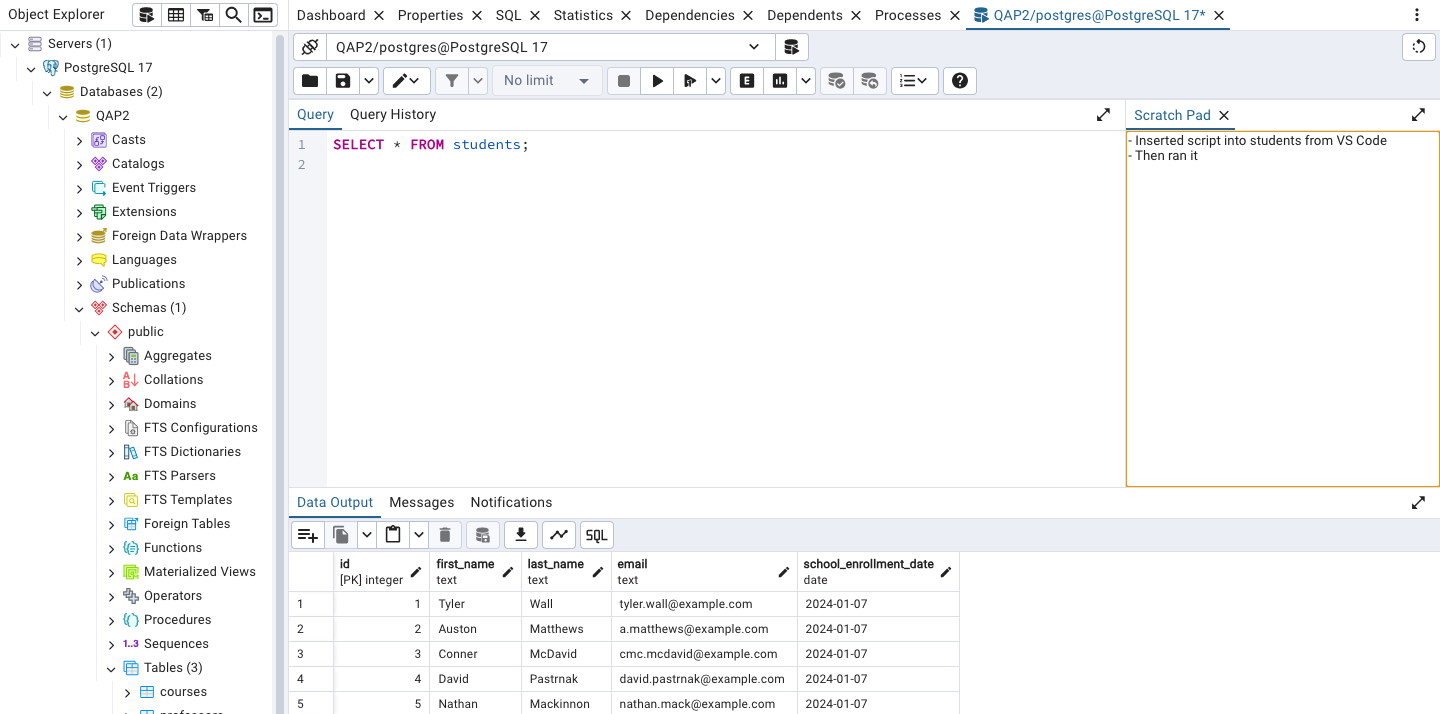 Object Explorer
Servers (1)
PostgreSQL 17
Databases (2)
QAP2
Casts
Catalogs
Event Triggers
Extensions
Foreign Data Wrappers
Languages
Publications
Schemas (1)
public
Aggregates
Collations
Domains
FTS Configurations
FTS Dictionaries
Aa FTS Parsers
FTS Templates
Foreign Tables
Functions
Materialized Views
Operators
Procedures
1..3 Sequences
Tables (3)
courses
Dashboard Properties SQL Statistics Dependencies Dependents Processes QAP2/postgres@PostgreSQL 17*
QAP2/postgres@PostgreSQL 17
No limit E
Query Query History
1 SELECT * FROM students;
2
Scratch Pad
- Inserted script into students from VS Code
- Then ran it
Data Output Messages Notifications
SQL
id first_name last_name email school_enrollment_date
[PK] integer text text text date
1 1 Tyler Wall tyler.wall@example.com 2024-01-07
2 2 Auston Matthews a.matthews@example.com 2024-01-07
3 3 Conner McDavid cmc.mcdavid@example.com 2024-01-07
4 4 David Pastrnak david.pastrnak@example.com 2024-01-07
5 5 Nathan Mackinnon nathan.mack@example.com 2024-01-07